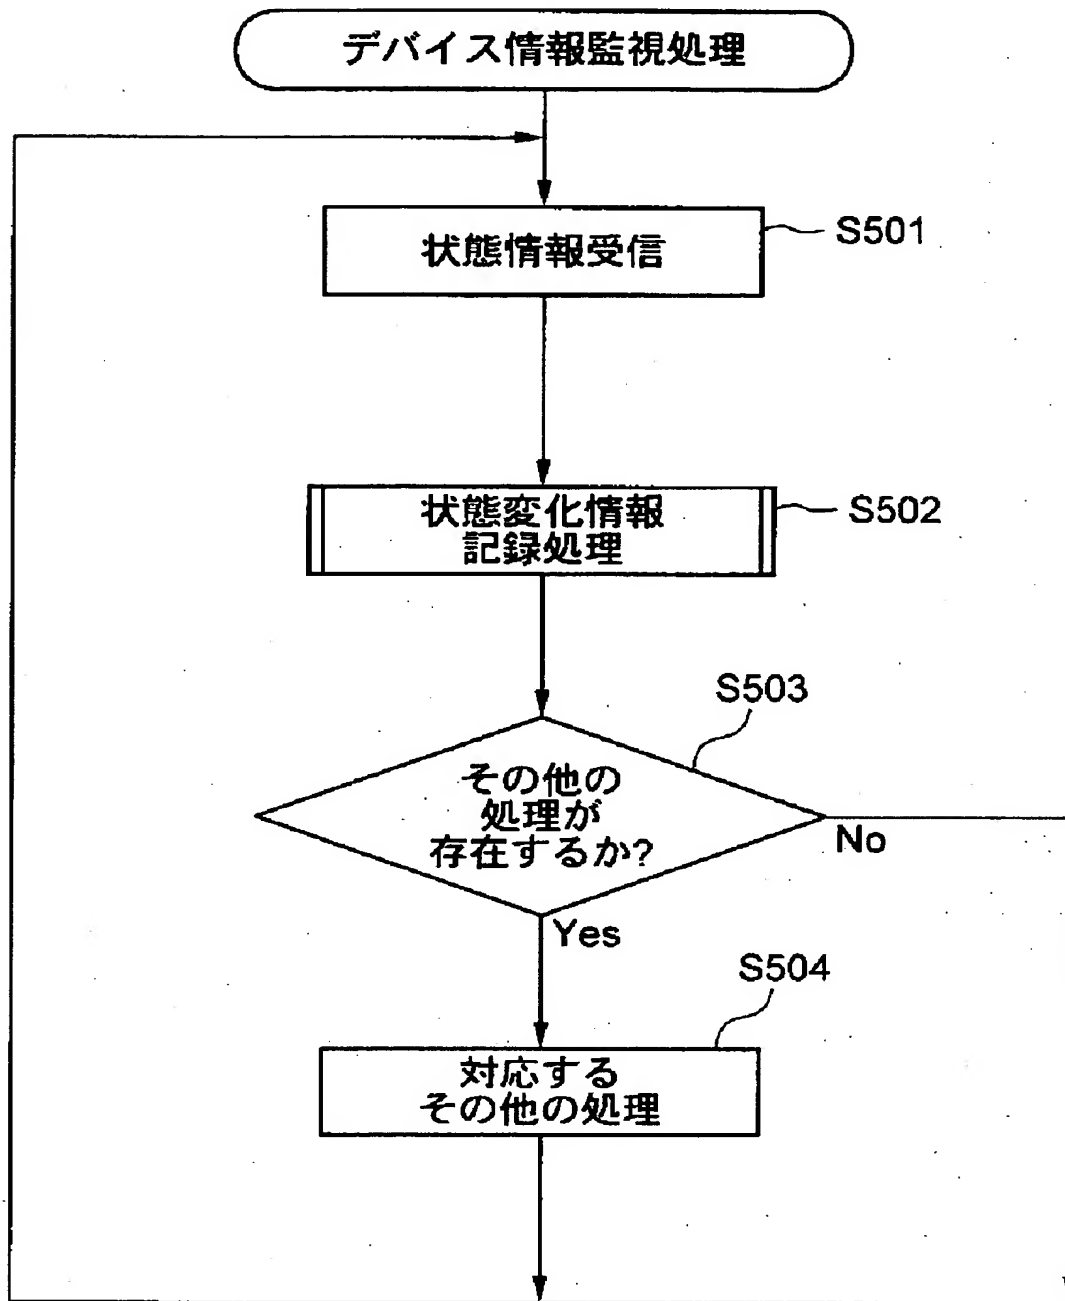 デバイス情報監視処理
状態情報受信
S501
状態変化情報
記録処理
S502
S503
その他の
処理が
存在するか?
No
Yes
S504
対応する
その他の処理